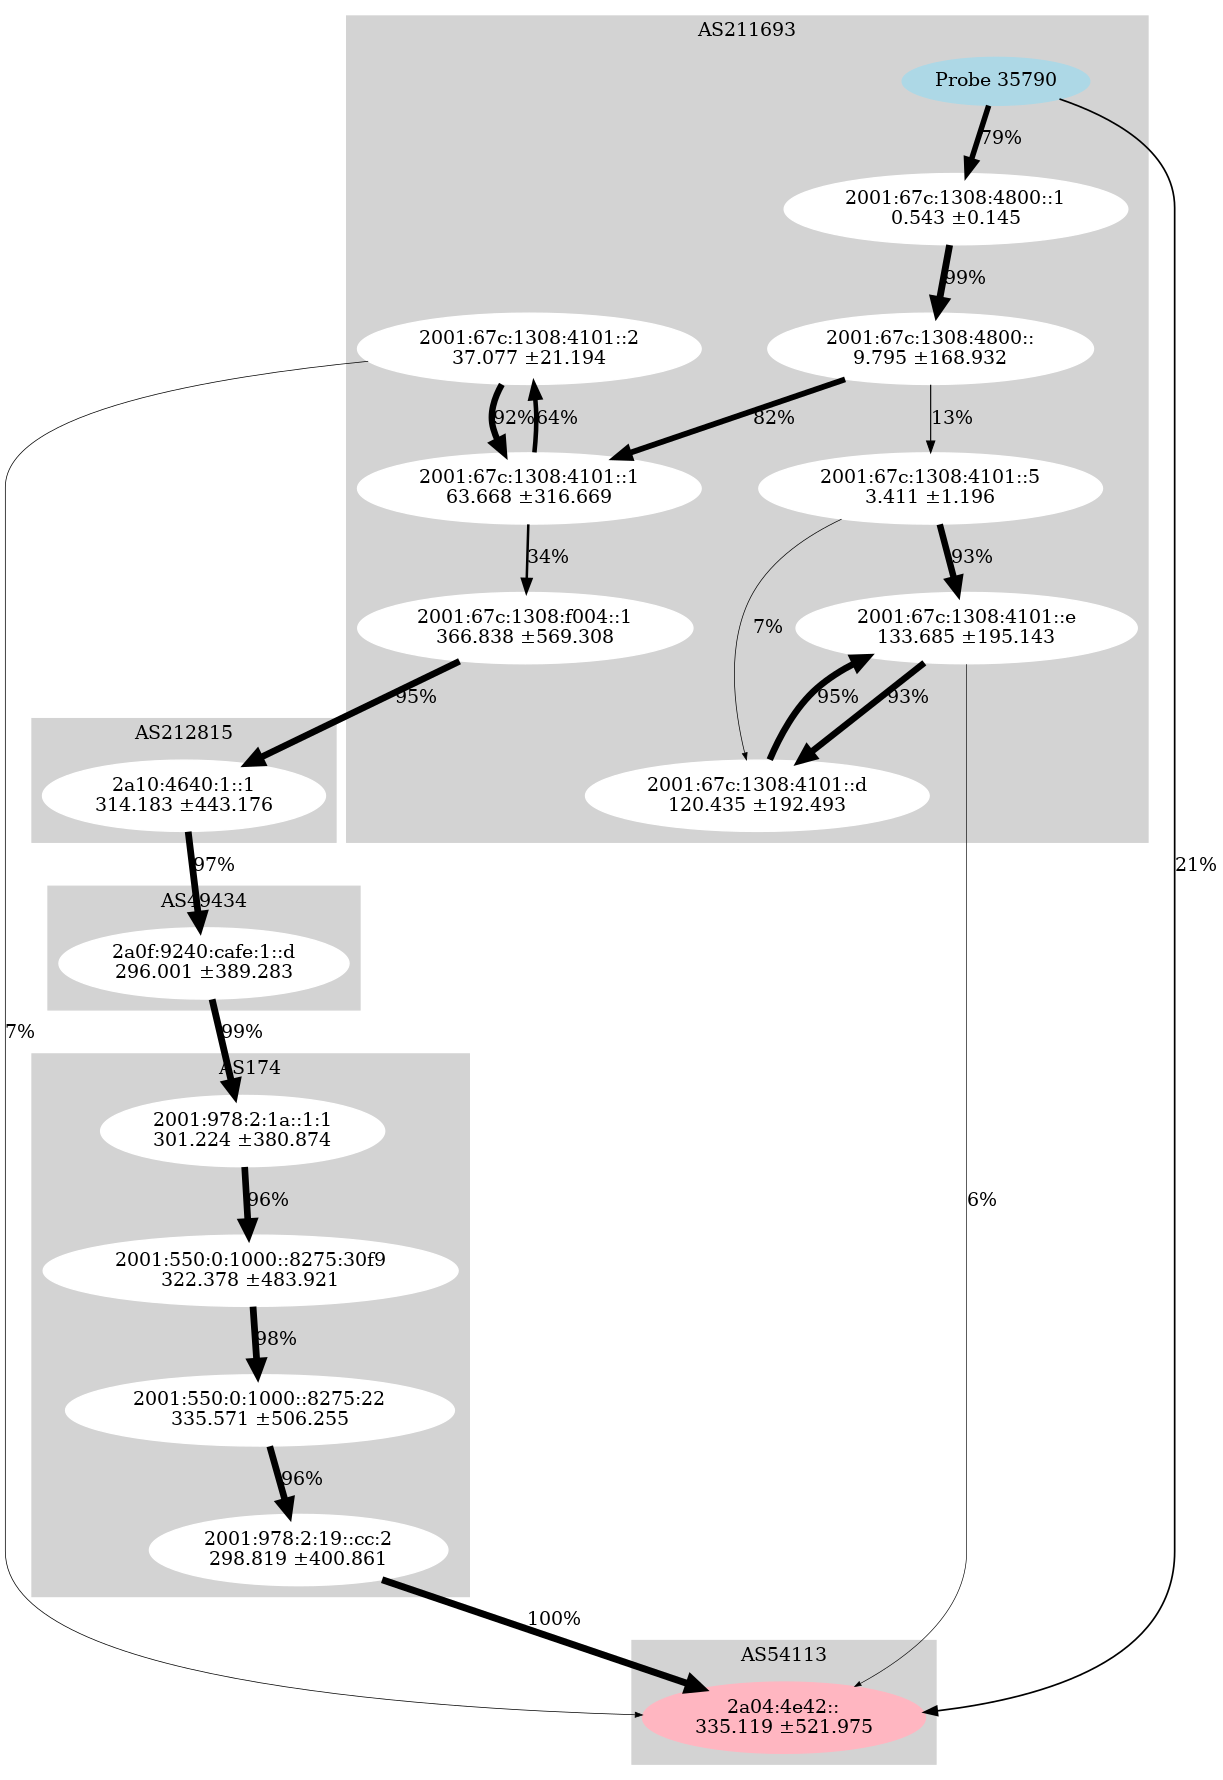 AS211693
Probe 35790
79%
2001:67c:1308:4800::1
0.543 ±0.145
99%
2001:67c:1308:4101::2
37.077 ±21.194
2001:67c:1308:4800::
9.795 ±168.932
92%
64%
82%
13%
2001:67c:1308:4101::1
63.668 ±316.669
2001:67c:1308:4101::5
3.411 ±1.196
34%
93%
2001:67c:1308:f004::1
366.838 ±569.308
7%
2001:67c:1308:4101::e
133.685 ±195.143
95%
95%
93%
AS212815
2a10:4640:1::1
314.183 ±443.176
2001:67c:1308:4101::d
120.435 ±192.493
97%
21%
AS49434
2a0f:9240:cafe:1::d
296.001 ±389.283
7%
99%
AS174
2001:978:2:1a::1:1
301.224 ±380.874
96%
6%
2001:550:0:1000::8275:30f9
322.378 ±483.921
98%
2001:550:0:1000::8275:22
335.571 ±506.255
96%
2001:978:2:19::cc:2
298.819 ±400.861
100%
AS54113
2a04:4e42::
335.119 ±521.975